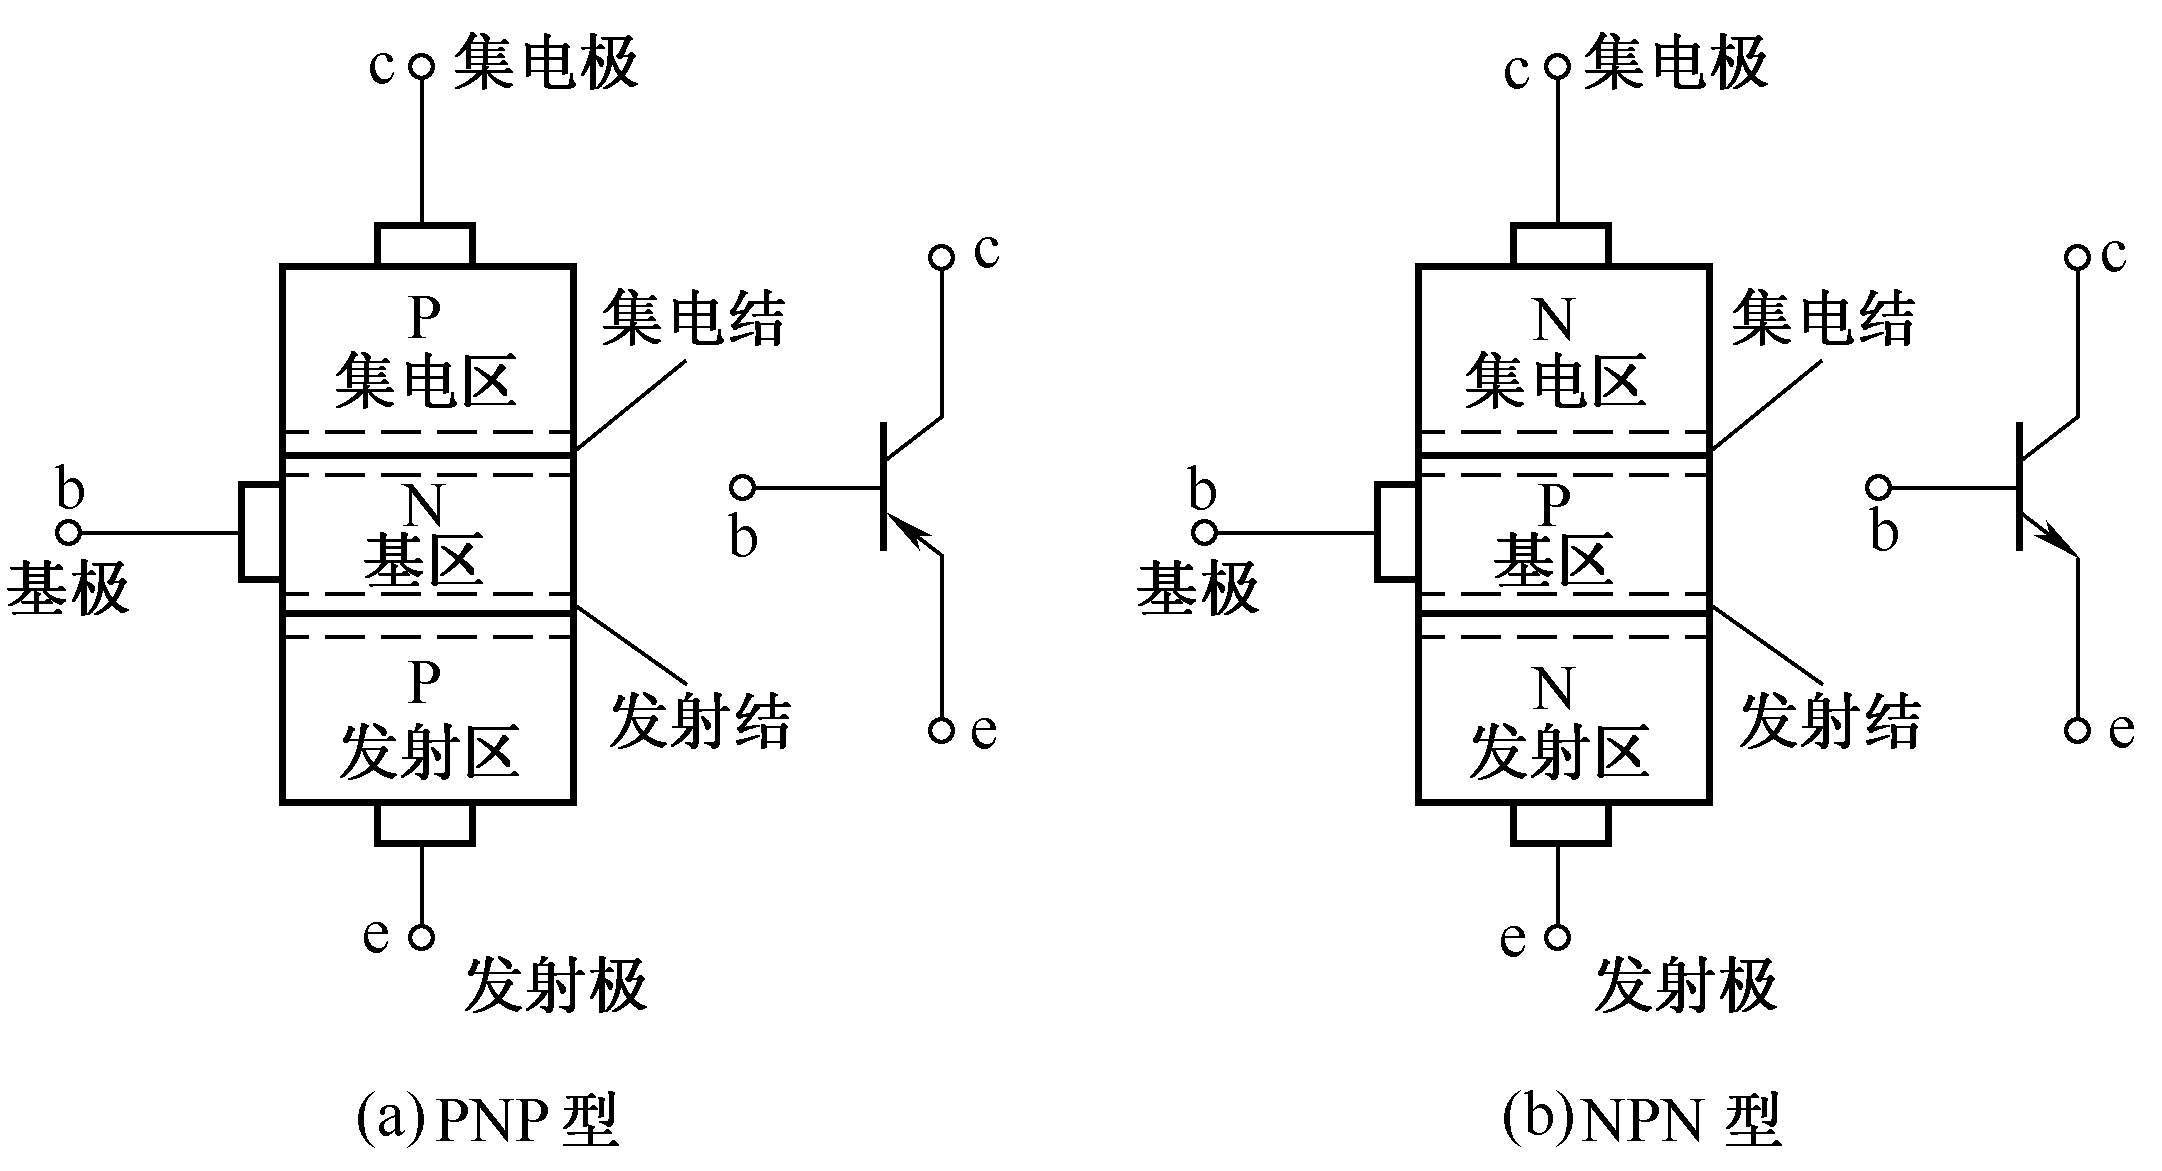 c 集电极
P
集电区
集电结
b
基极
N
基区
P
发射区
发射结
e
发射极
c
b
e
(a)PNP 型
c 集电极
N
集电区
集电结
b
基极
P
基区
N
发射区
发射结
e
发射极
c
b
e
(b)NPN 型